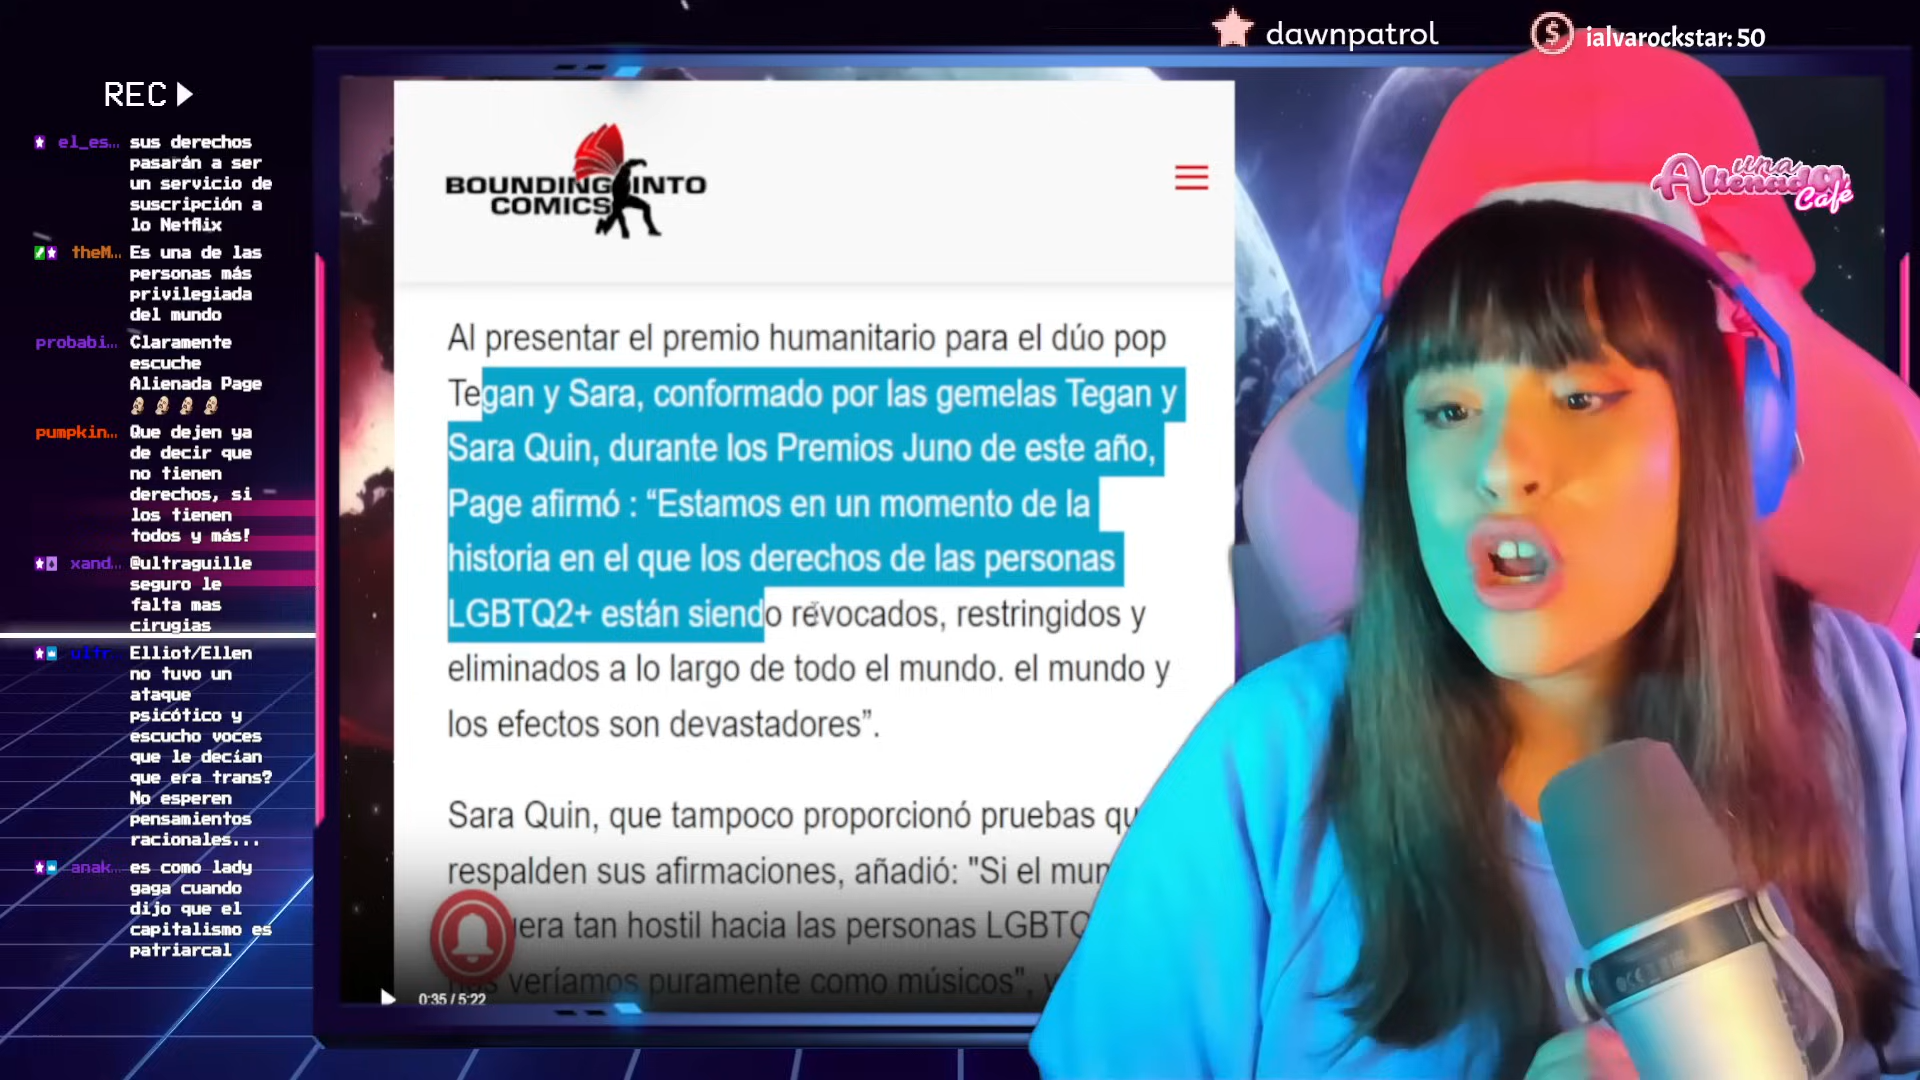 dawnpatrol
ialvarockstar: 50
REC
el_es... sus derechos
pasarán a ser
un servicio de
suscripción a
lo Netflix
theM... Es una de las
personas más
privilegiada
del mundo
probabi... Claramente
escuche
Alienada Page
pumpkin... Que dejen ya
de decir que
no tienen
derechos, si
los tienen
todos y más!
xand... @ultraguille
seguro le
falta mas
cirugias
ultr... Elliot/Ellen
no tuvo un
ataque
psicótico y
escucho voces
que le decían
que era trans?
No esperen
pensamientos
racionales...
anak... es como lady
gaga cuando
dijo que el
capitalismo es
patriarcal
BOUNDING INTO
COMICS
Al presentar el premio humanitario para el dúo pop
Tegan y Sara, conformado por las gemelas Tegan y
Sara Quin, durante los Premios Juno de este año,
Page afirmó : “Estamos en un momento de la
historia en el que los derechos de las personas
LGBTQ2+ están siendo revocados, restringidos y
eliminados a lo largo de todo el mundo. el mundo y
los efectos son devastadores”.
Sara Quin, que tampoco proporcionó pruebas qu
respalden sus afirmaciones, añadió: "Si el mun
era tan hostil hacia las personas LGBTQ
veríamos puramente como músicos",
0:35 / 5:22
una
Alienada
Café